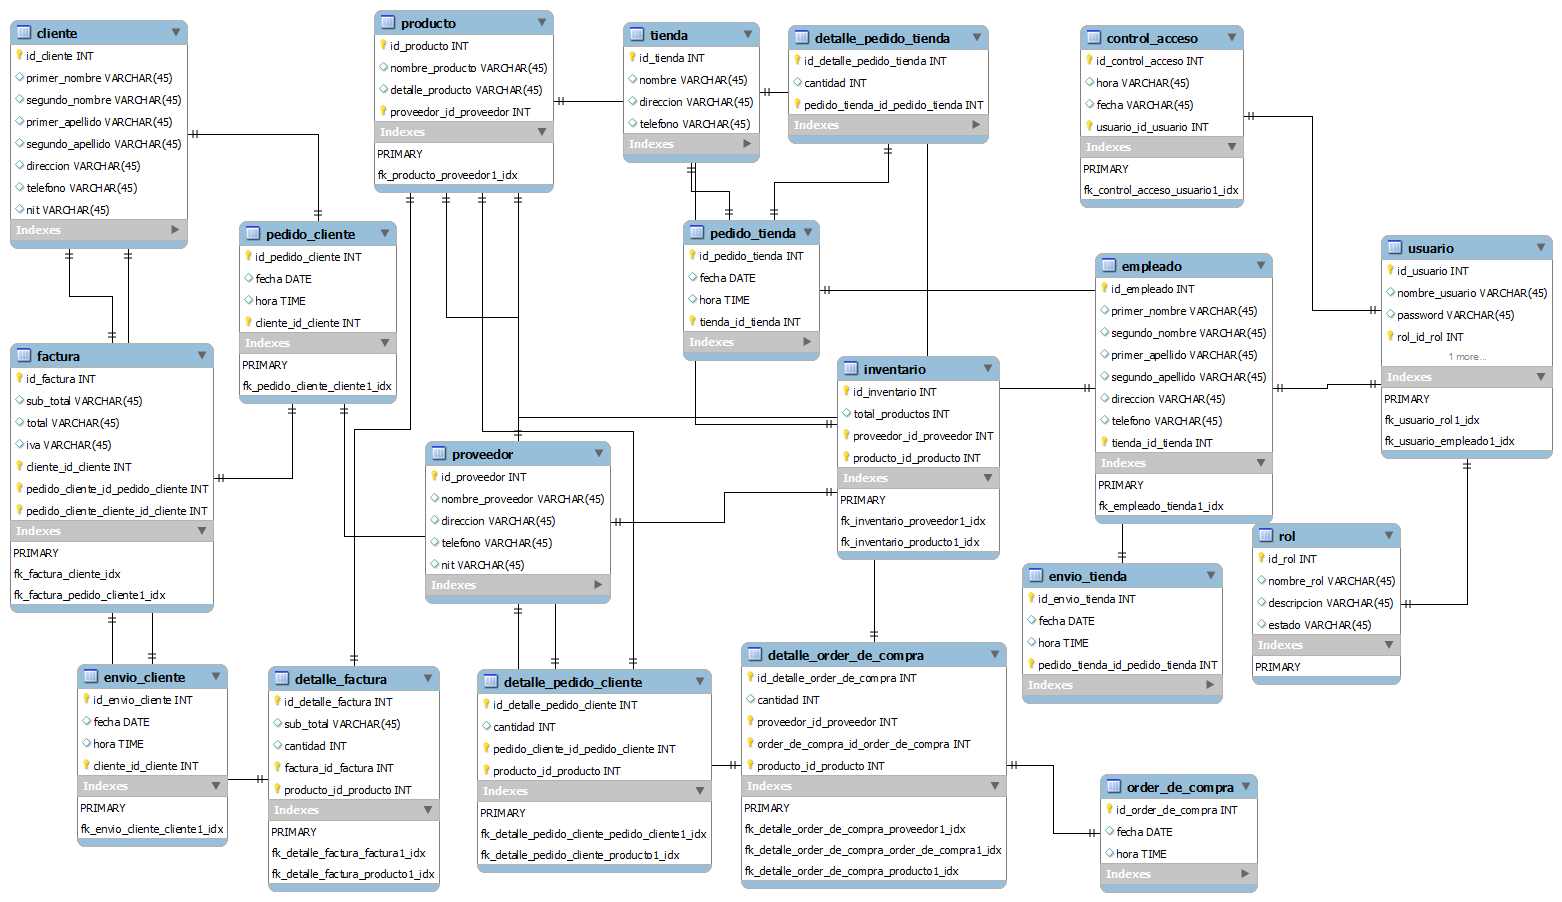 cliente
id_cliente INT
primer_nombre VARCHAR(45)
segundo_nombre VARCHAR(45)
primer_apellido VARCHAR(45)
segundo_apellido VARCHAR(45)
direccion VARCHAR(45)
telefono VARCHAR(45)
nit VARCHAR(45)
Indexes
producto
id_producto INT
nombre_producto VARCHAR(45)
detalle_producto VARCHAR(45)
proveedor_id_proveedor INT
Indexes
PRIMARY
fk_producto_proveedor1_idx
tienda
id_tienda INT
nombre VARCHAR(45)
direccion VARCHAR(45)
telefono VARCHAR(45)
Indexes
detalle_pedido_tienda
id_detalle_pedido_tienda INT
cantidad INT
pedido_tienda_id_pedido_tienda INT
Indexes
control_acceso
id_control_acceso INT
hora VARCHAR(45)
fecha VARCHAR(45)
usuario_id_usuario INT
Indexes
PRIMARY
fk_control_acceso_usuario1_idx
pedido_cliente
id_pedido_cliente INT
fecha DATE
hora TIME
cliente_id_cliente INT
Indexes
PRIMARY
fk_pedido_cliente_cliente1_idx
pedido_tienda
id_pedido_tienda INT
fecha DATE
hora TIME
tienda_id_tienda INT
Indexes
empleado
id_empleado INT
primer_nombre VARCHAR(45)
segundo_nombre VARCHAR(45)
primer_apellido VARCHAR(45)
segundo_apellido VARCHAR(45)
direccion VARCHAR(45)
telefono VARCHAR(45)
tienda_id_tienda INT
Indexes
PRIMARY
fk_empleado_tienda1_idx
usuario
id_usuario INT
nombre_usuario VARCHAR(45)
password VARCHAR(45)
rol_id_rol INT
1 more...
Indexes
PRIMARY
fk_usuario_rol1_idx
fk_usuario_empleado1_idx
factura
id_factura INT
sub_total VARCHAR(45)
total VARCHAR(45)
iva VARCHAR(45)
cliente_id_cliente INT
pedido_cliente_id_pedido_cliente INT
pedido_cliente_cliente_id_cliente INT
Indexes
PRIMARY
fk_factura_cliente_idx
fk_factura_pedido_cliente1_idx
inventario
id_inventario INT
total_productos INT
proveedor_id_proveedor INT
producto_id_producto INT
Indexes
PRIMARY
fk_inventario_proveedor1_idx
fk_inventario_producto1_idx
proveedor
id_proveedor INT
nombre_proveedor VARCHAR(45)
direccion VARCHAR(45)
telefono VARCHAR(45)
nit VARCHAR(45)
Indexes
rol
id_rol INT
nombre_rol VARCHAR(45)
descripcion VARCHAR(45)
estado VARCHAR(45)
Indexes
PRIMARY
envio_tienda
id_envio_tienda INT
fecha DATE
hora TIME
pedido_tienda_id_pedido_tienda INT
Indexes
envio_cliente
id_envio_cliente INT
fecha DATE
hora TIME
cliente_id_cliente INT
Indexes
PRIMARY
fk_envio_cliente_cliente1_idx
detalle_factura
id_detalle_factura INT
sub_total VARCHAR(45)
cantidad INT
factura_id_factura INT
producto_id_producto INT
Indexes
PRIMARY
fk_detalle_factura_factura1_idx
fk_detalle_factura_producto1_idx
detalle_pedido_cliente
id_detalle_pedido_cliente INT
cantidad INT
pedido_cliente_id_pedido_cliente INT
producto_id_producto INT
Indexes
PRIMARY
fk_detalle_pedido_cliente_pedido_cliente1_idx
fk_detalle_pedido_cliente_producto1_idx
detalle_order_de_compra
id_detalle_order_de_compra INT
cantidad INT
proveedor_id_proveedor INT
order_de_compra_id_order_de_compra INT
producto_id_producto INT
Indexes
PRIMARY
fk_detalle_order_de_compra_proveedor1_idx
fk_detalle_order_de_compra_order_de_compra1_idx
fk_detalle_order_de_compra_producto1_idx
order_de_compra
id_order_de_compra INT
fecha DATE
hora TIME
Indexes